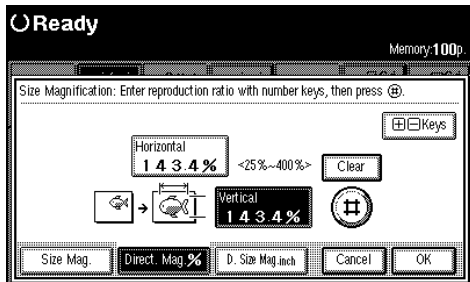 Ready
Memory:100p.
Size Magnification: Enter reproduction ratio with number keys, then press ⌗.
⊞⊟Keys
Horizontal
143.4% <25%~400%> Clear
Vertical
143.4% ⌗
Size Mag. Direct. Mag.% D. Size Mag.inch Cancel OK